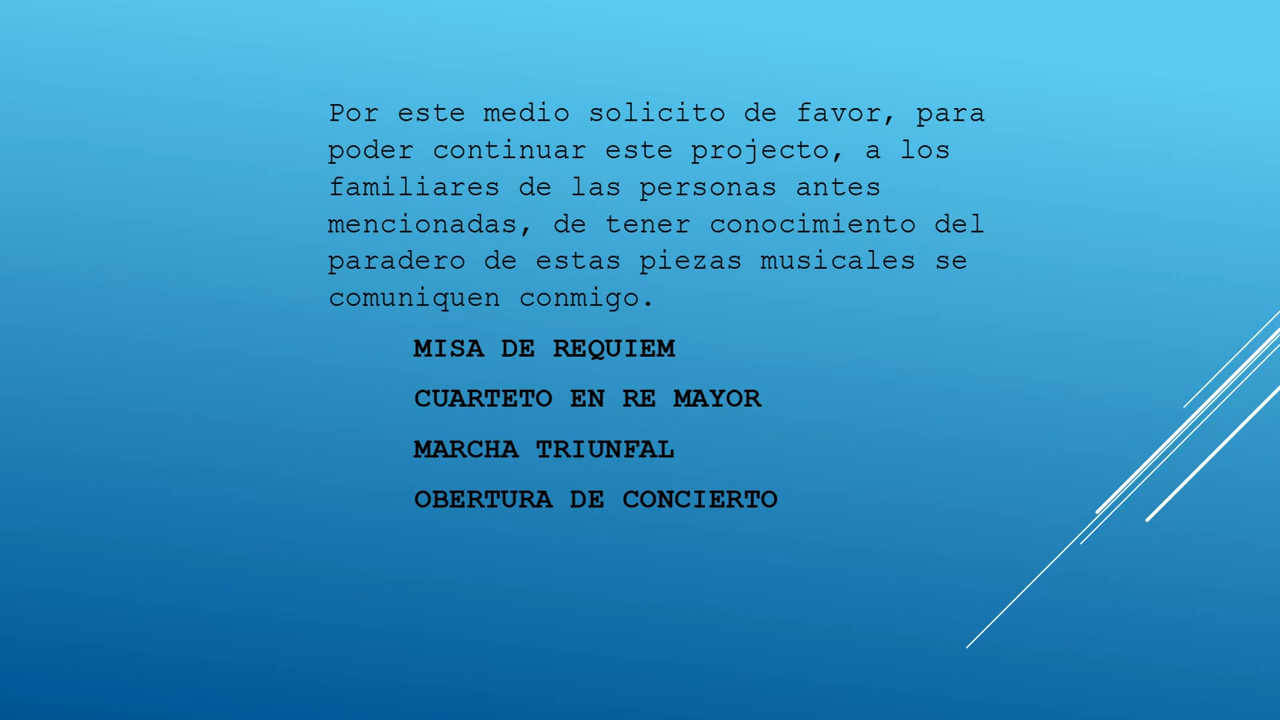 Por este medio solicito de favor, para
poder continuar este projecto, a los
familiares de las personas antes
mencionadas, de tener conocimiento del
paradero de estas piezas musicales se
comuniquen conmigo.
MISA DE REQUIEM
CUARTETO EN RE MAYOR
MARCHA TRIUNFAL
OBERTURA DE CONCIERTO